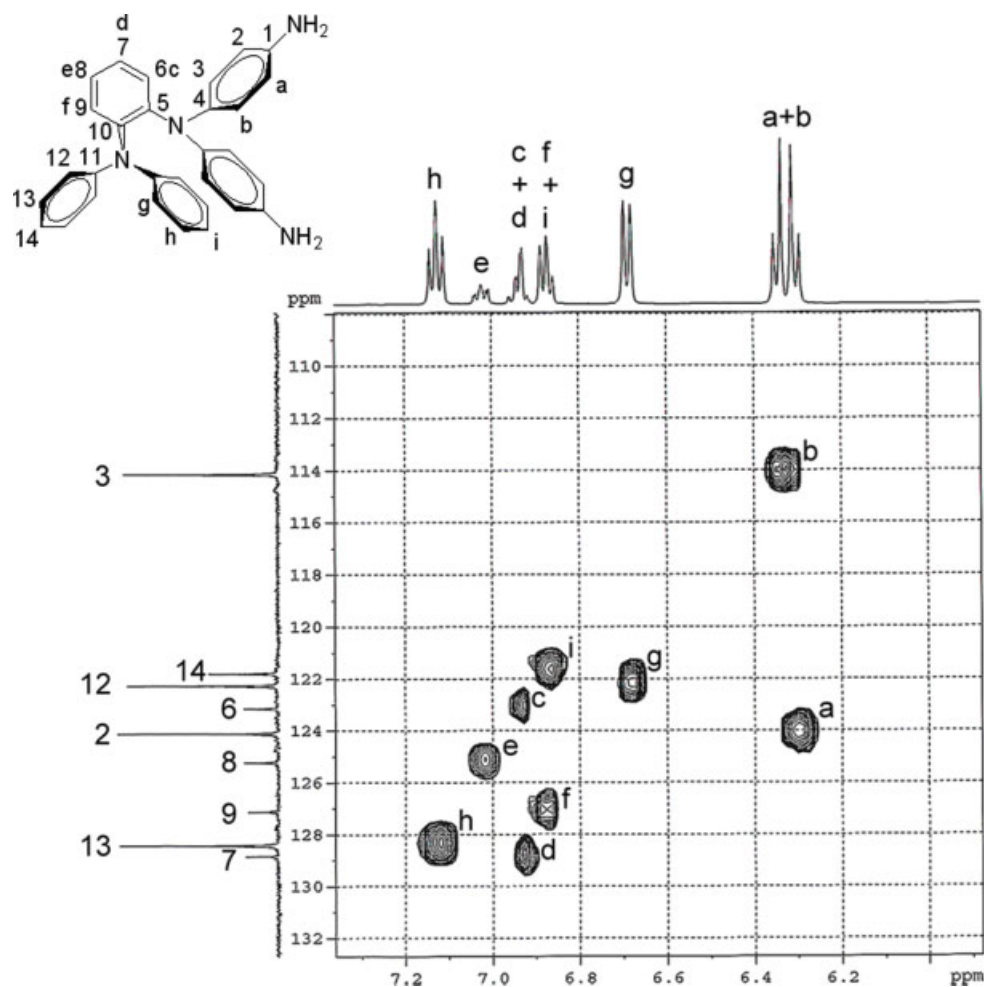 d
NH2
7
2
1
e8
6c
3
a
f9
5
4
b
10
N
12
11
N
13
g
14
h
i
NH2
h
e
c
+
d
f
+
i
g
a+b
ppm
110
112
3
114
b
116
118
120
14
i
12
122
g
6
c
2
124
a
8
e
9
126
f
13
128
h
7
d
130
132
7.2
7.0
6.8
6.6
6.4
6.2
ppm